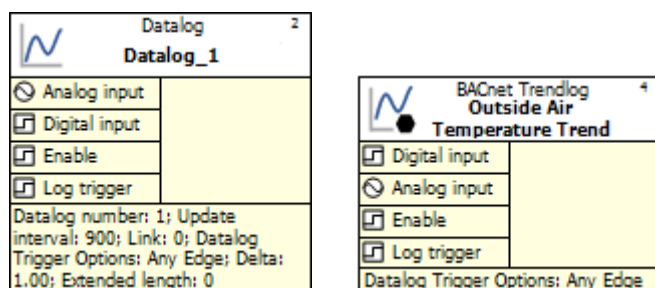 Datalog 2
Datalog_1
Analog input
Digital input
Enable
Log trigger
Datalog number: 1; Update
interval: 900; Link: 0; Datalog
Trigger Options: Any Edge; Delta:
1.00; Extended length: 0
BACnet Trendlog 4
Outside Air
Temperature Trend
Digital input
Analog input
Enable
Log trigger
Datalog Trigger Options: Any Edge